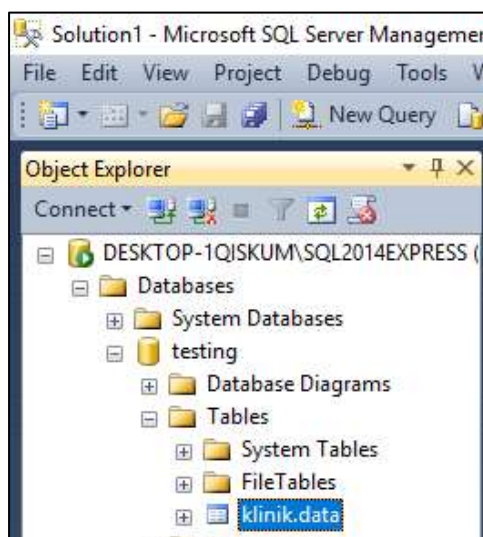 Solution1 - Microsoft SQL Server Manageme
File Edit View Project Debug Tools
New Query
Object Explorer
Connect
DESKTOP-1QISKUM\SQL2014EXPRESS (
Databases
System Databases
testing
Database Diagrams
Tables
System Tables
FileTables
klinik.data